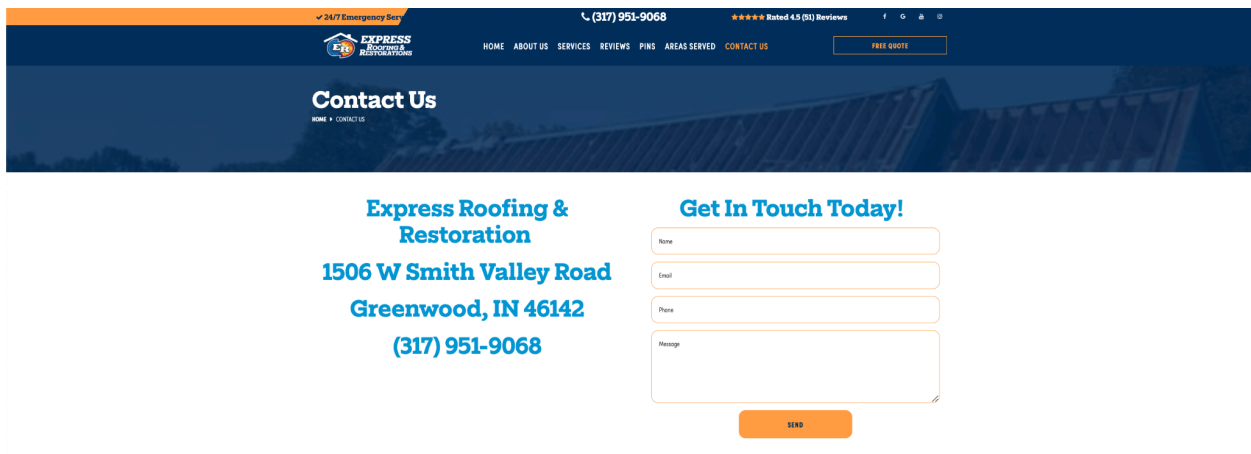 24/7 Emergency Serv
(317) 951-9068
Rated 4.5 (51) Reviews
EXPRESS
ROOFING &
RESTORATIONS
ER
HOME ABOUT US SERVICES REVIEWS PINS AREAS SERVED CONTACT US
FREE QUOTE
Contact Us
HOME CONTACT US
Express Roofing &
Restoration
1506 W Smith Valley Road
Greenwood, IN 46142
(317) 951-9068
Get In Touch Today!
Name
Email
Phone
Message
SEND